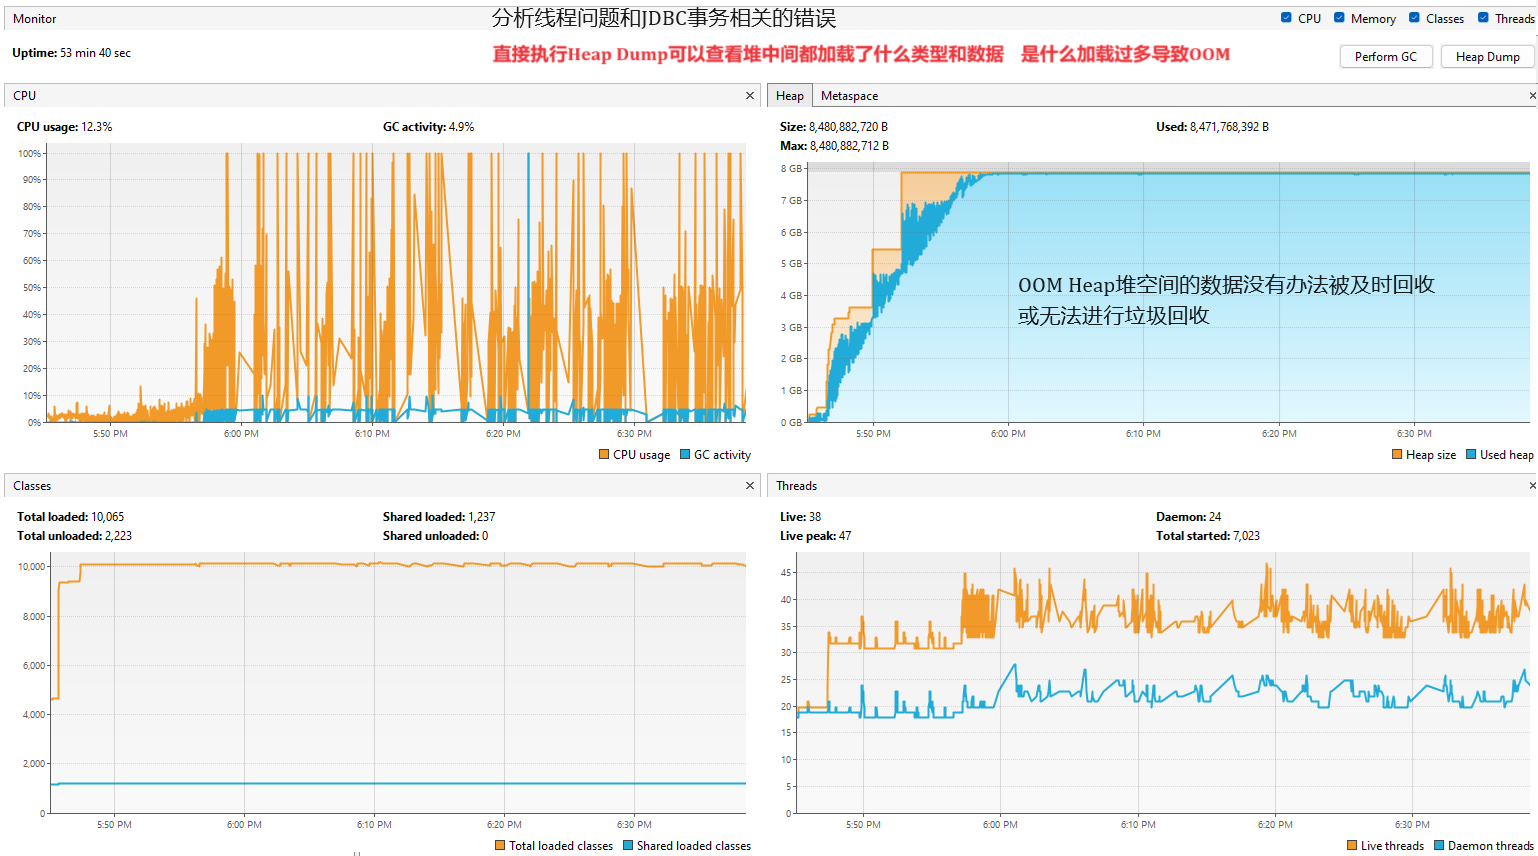 Monitor
分析线程问题和JDBC事务相关的错误
CPU Memory Classes Threads
Uptime: 53 min 40 sec
直接执行Heap Dump可以查看堆中间都加载了什么类型和数据 是什么加载过多导致OOM
Perform GC Heap Dump
CPU
CPU usage: 12.3% GC activity: 4.9%
100%
90%
80%
70%
60%
50%
40%
30%
20%
10%
0%
5:50 PM 6:00 PM 6:10 PM 6:20 PM 6:30 PM
CPU usage GC activity
Heap Metaspace
Size: 8,480,882,720 B Used: 8,471,768,392 B
Max: 8,480,882,712 B
8 GB
7 GB
6 GB
5 GB
4 GB
3 GB
2 GB
1 GB
0 GB
OOM Heap堆空间的数据没有办法被及时回收
或无法进行垃圾回收
5:50 PM 6:00 PM 6:10 PM 6:20 PM 6:30 PM
Heap size Used heap
Classes
Total loaded: 10,065 Shared loaded: 1,237
Total unloaded: 2,223 Shared unloaded: 0
10,000
8,000
6,000
4,000
2,000
0
5:50 PM 6:00 PM 6:10 PM 6:20 PM 6:30 PM
Total loaded classes Shared loaded classes
Threads
Live: 38 Daemon: 24
Live peak: 47 Total started: 7,023
45
40
35
30
25
20
15
10
5
0
5:50 PM 6:00 PM 6:10 PM 6:20 PM 6:30 PM
Live threads Daemon threads